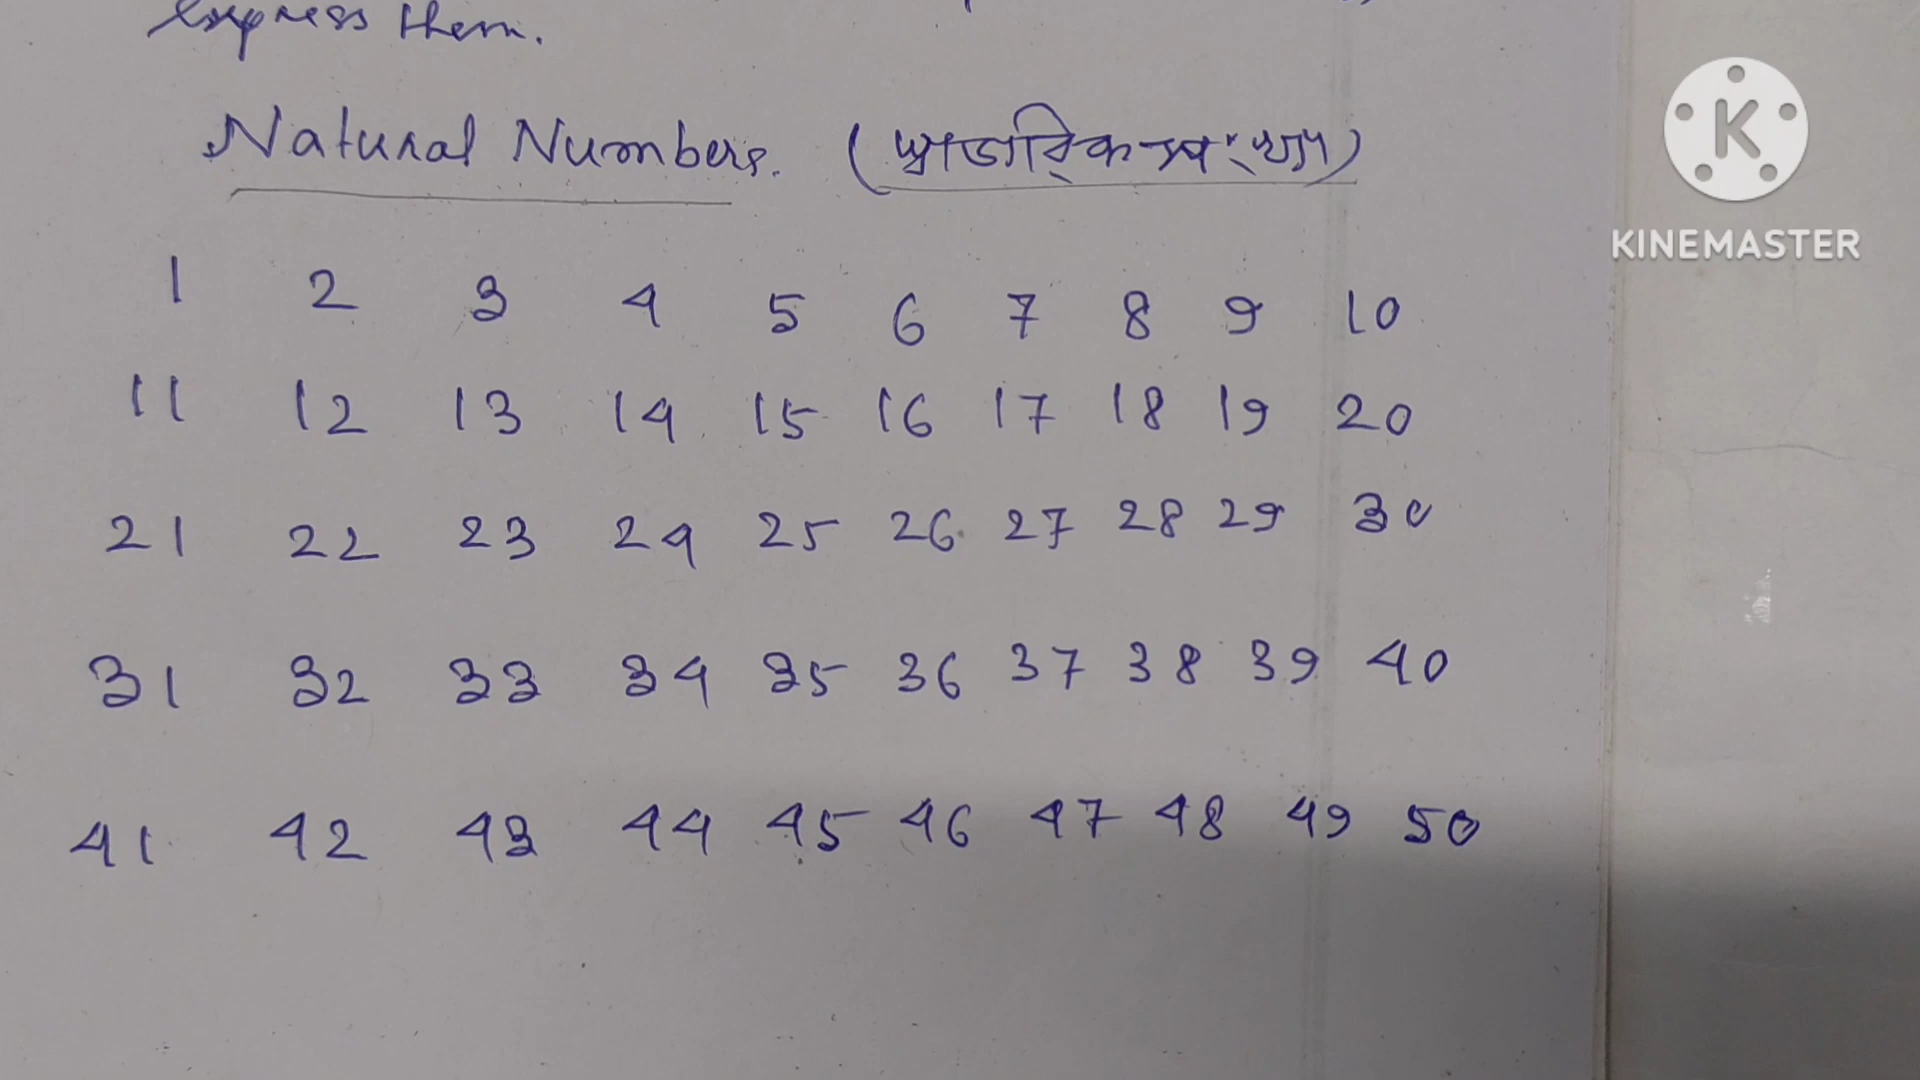 express them.
Natural Numbers. (স্বাভাবিক সংখ্যা)
1 2 3 4 5 6 7 8 9 10
11 12 13 14 15 16 17 18 19 20
21 22 23 24 25 26 27 28 29 30
31 32 33 34 35 36 37 38 39 40
41 42 43 44 45 46 47 48 49 50
K
KINEMASTER